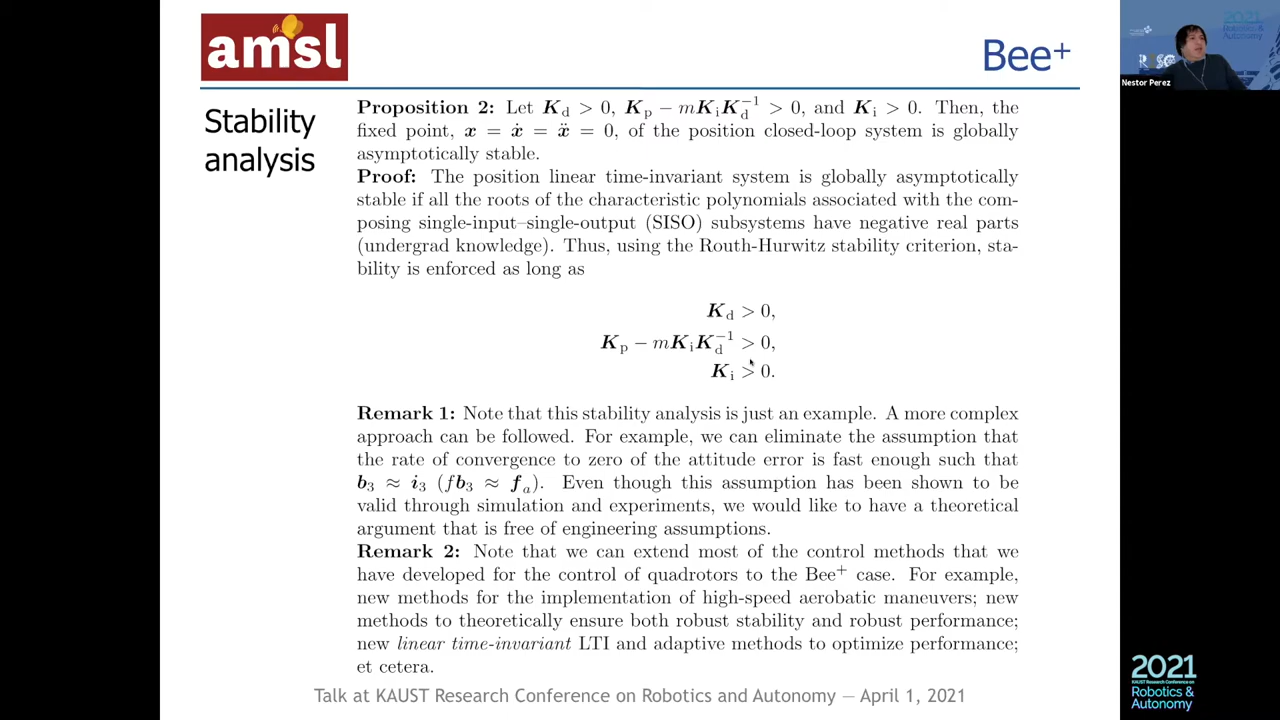 amsl
Bee⁺
Stability
analysis
Proposition 2: Let K_d > 0, K_p − mK_iK_d^{−1} > 0, and K_i > 0. Then, the
fixed point, x = ẋ = ẍ = 0, of the position closed-loop system is globally
asymptotically stable.
Proof: The position linear time-invariant system is globally asymptotically
stable if all the roots of the characteristic polynomials associated with the com-
posing single-input–single-output (SISO) subsystems have negative real parts
(undergrad knowledge). Thus, using the Routh-Hurwitz stability criterion, sta-
bility is enforced as long as
K_d > 0,
K_p − mK_iK_d^{−1} > 0,
K_i > 0.
Remark 1: Note that this stability analysis is just an example. A more complex
approach can be followed. For example, we can eliminate the assumption that
the rate of convergence to zero of the attitude error is fast enough such that
b₃ ≈ i₃ (fb₃ ≈ f_a). Even though this assumption has been shown to be
valid through simulation and experiments, we would like to have a theoretical
argument that is free of engineering assumptions.
Remark 2: Note that we can extend most of the control methods that we
have developed for the control of quadrotors to the Bee⁺ case. For example,
new methods for the implementation of high-speed aerobatic maneuvers; new
methods to theoretically ensure both robust stability and robust performance;
new linear time-invariant LTI and adaptive methods to optimize performance;
et cetera.
Talk at KAUST Research Conference on Robotics and Autonomy — April 1, 2021
2021
Robotics &
Autonomy
Nestor Perez
2021
KAUST Research Conference on
Robotics &
Autonomy